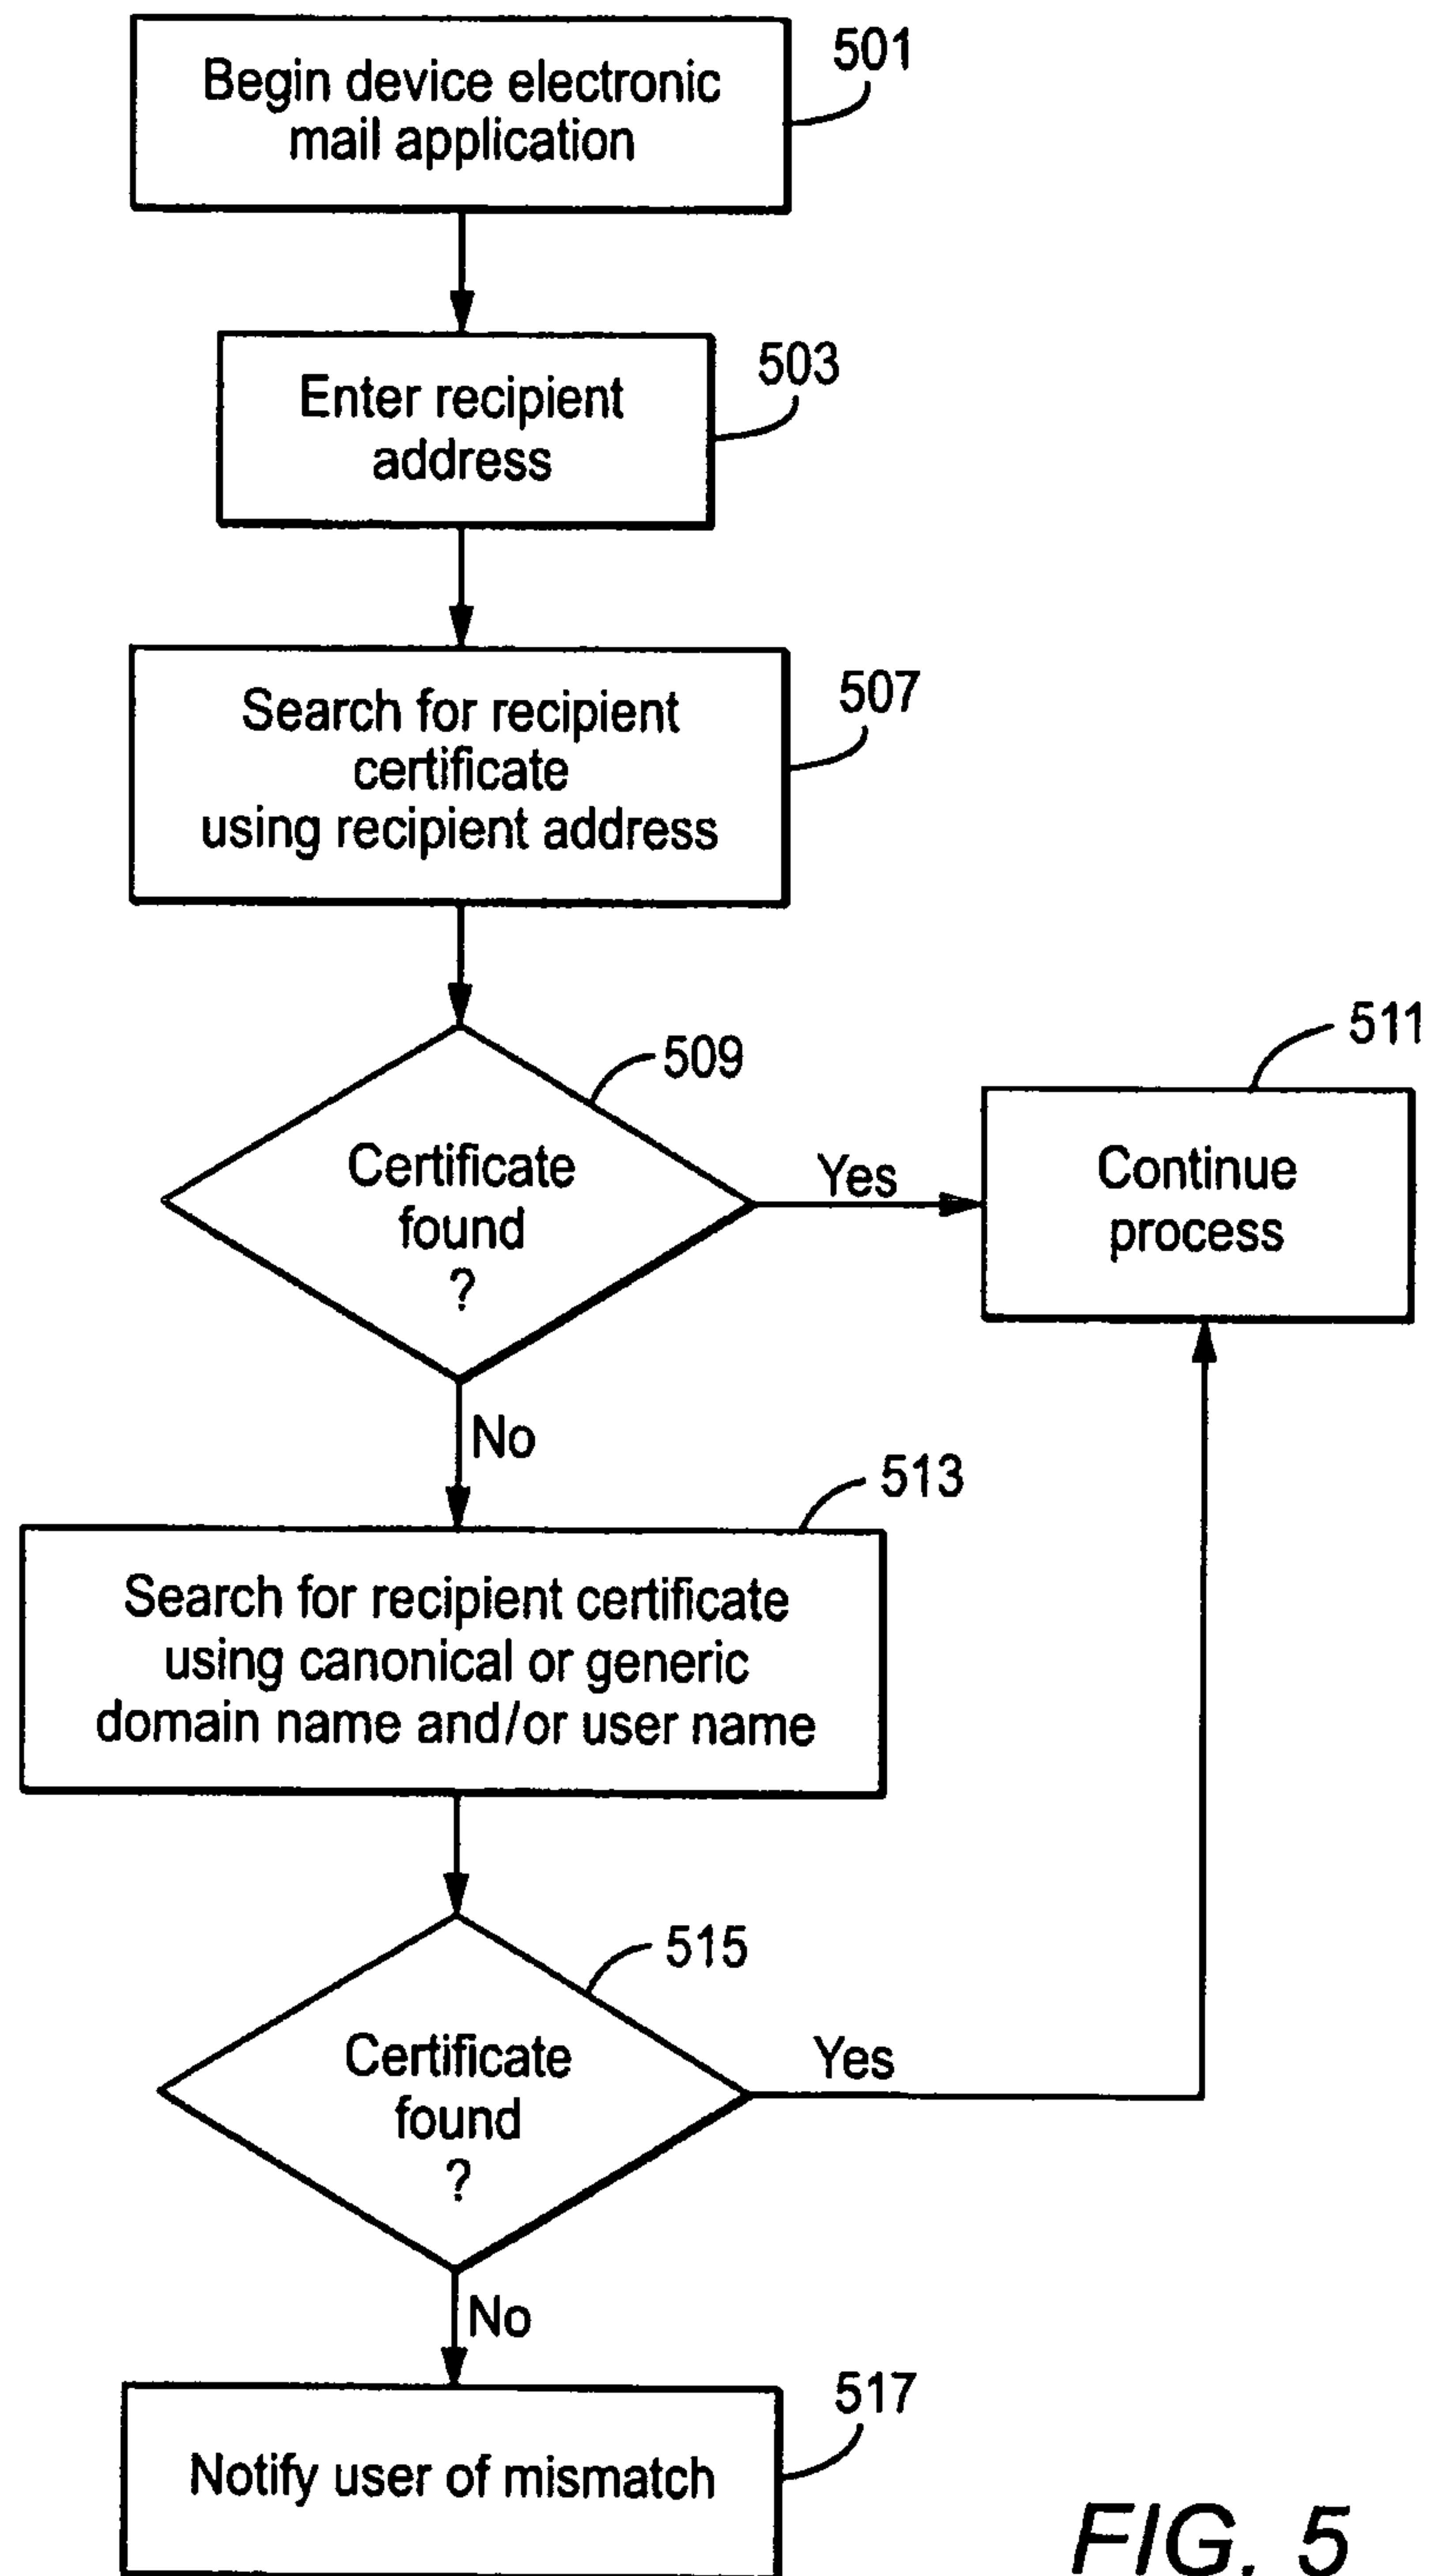 Begin device electronic
mail application
501
Enter recipient
address
503
Search for recipient
certificate
using recipient address
507
Certificate
found
?
509
Yes
Continue
process
511
No
Search for recipient certificate
using canonical or generic
domain name and/or user name
513
Certificate
found
?
515
Yes
No
Notify user of mismatch
517
FIG. 5